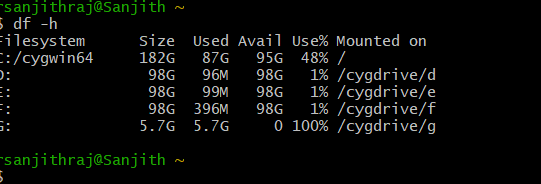 rsanjithraj@Sanjith ~
$ df -h
Filesystem Size Used Avail Use% Mounted on
C:/cygwin64 182G 87G 95G 48% /
D: 98G 96M 98G 1% /cygdrive/d
E: 98G 99M 98G 1% /cygdrive/e
F: 98G 396M 98G 1% /cygdrive/f
G: 5.7G 5.7G 0 100% /cygdrive/g
rsanjithraj@Sanjith ~
$